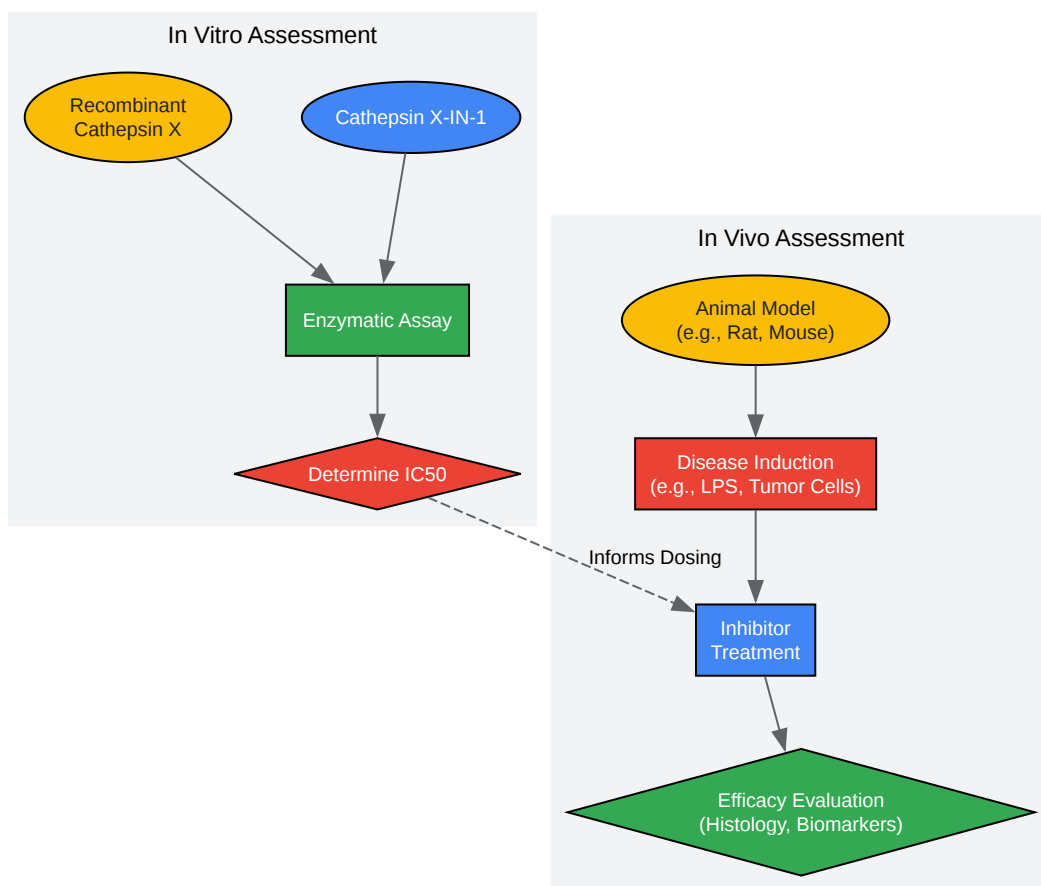 In Vitro Assessment
Recombinant
Cathepsin X
Cathepsin X-IN-1
Enzymatic Assay
Determine IC50
In Vivo Assessment
Animal Model
(e.g., Rat, Mouse)
Disease Induction
(e.g., LPS, Tumor Cells)
Informs Dosing
Inhibitor
Treatment
Efficacy Evaluation
(Histology, Biomarkers)